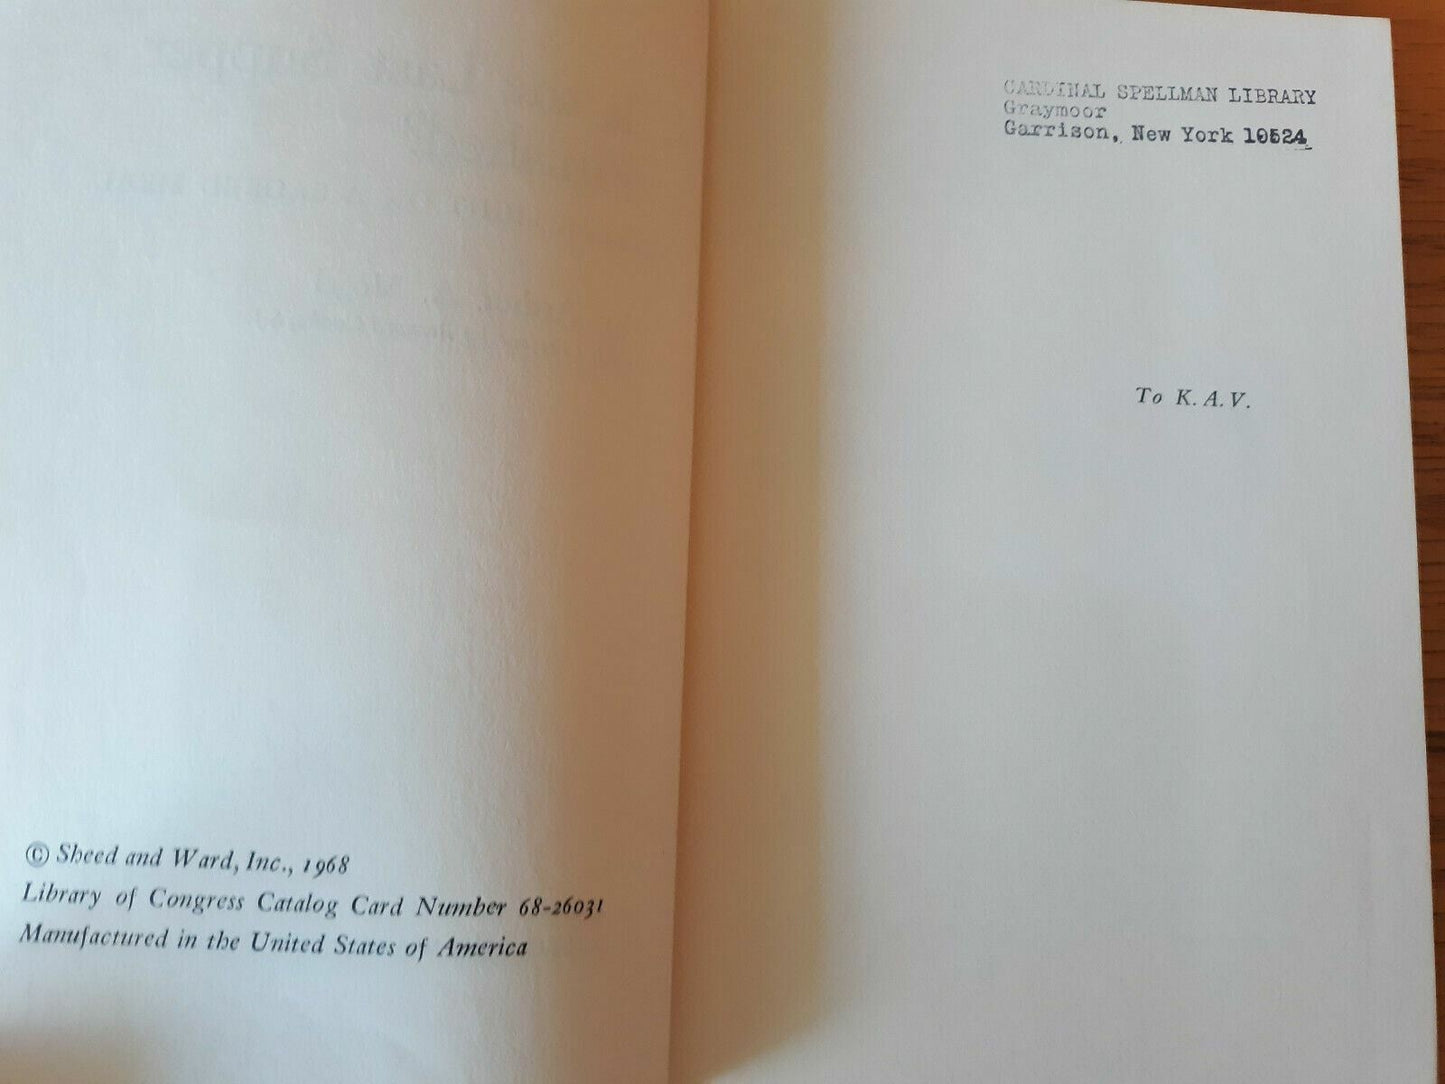 © Sheed and Ward, Inc., 1968
Library of Congress Catalog Card Number 68-26031
Manufactured in the United States of America
CARDINAL SPELLMAN LIBRARY
Graymoor
Garrison, New York 10524
To K. A. V.